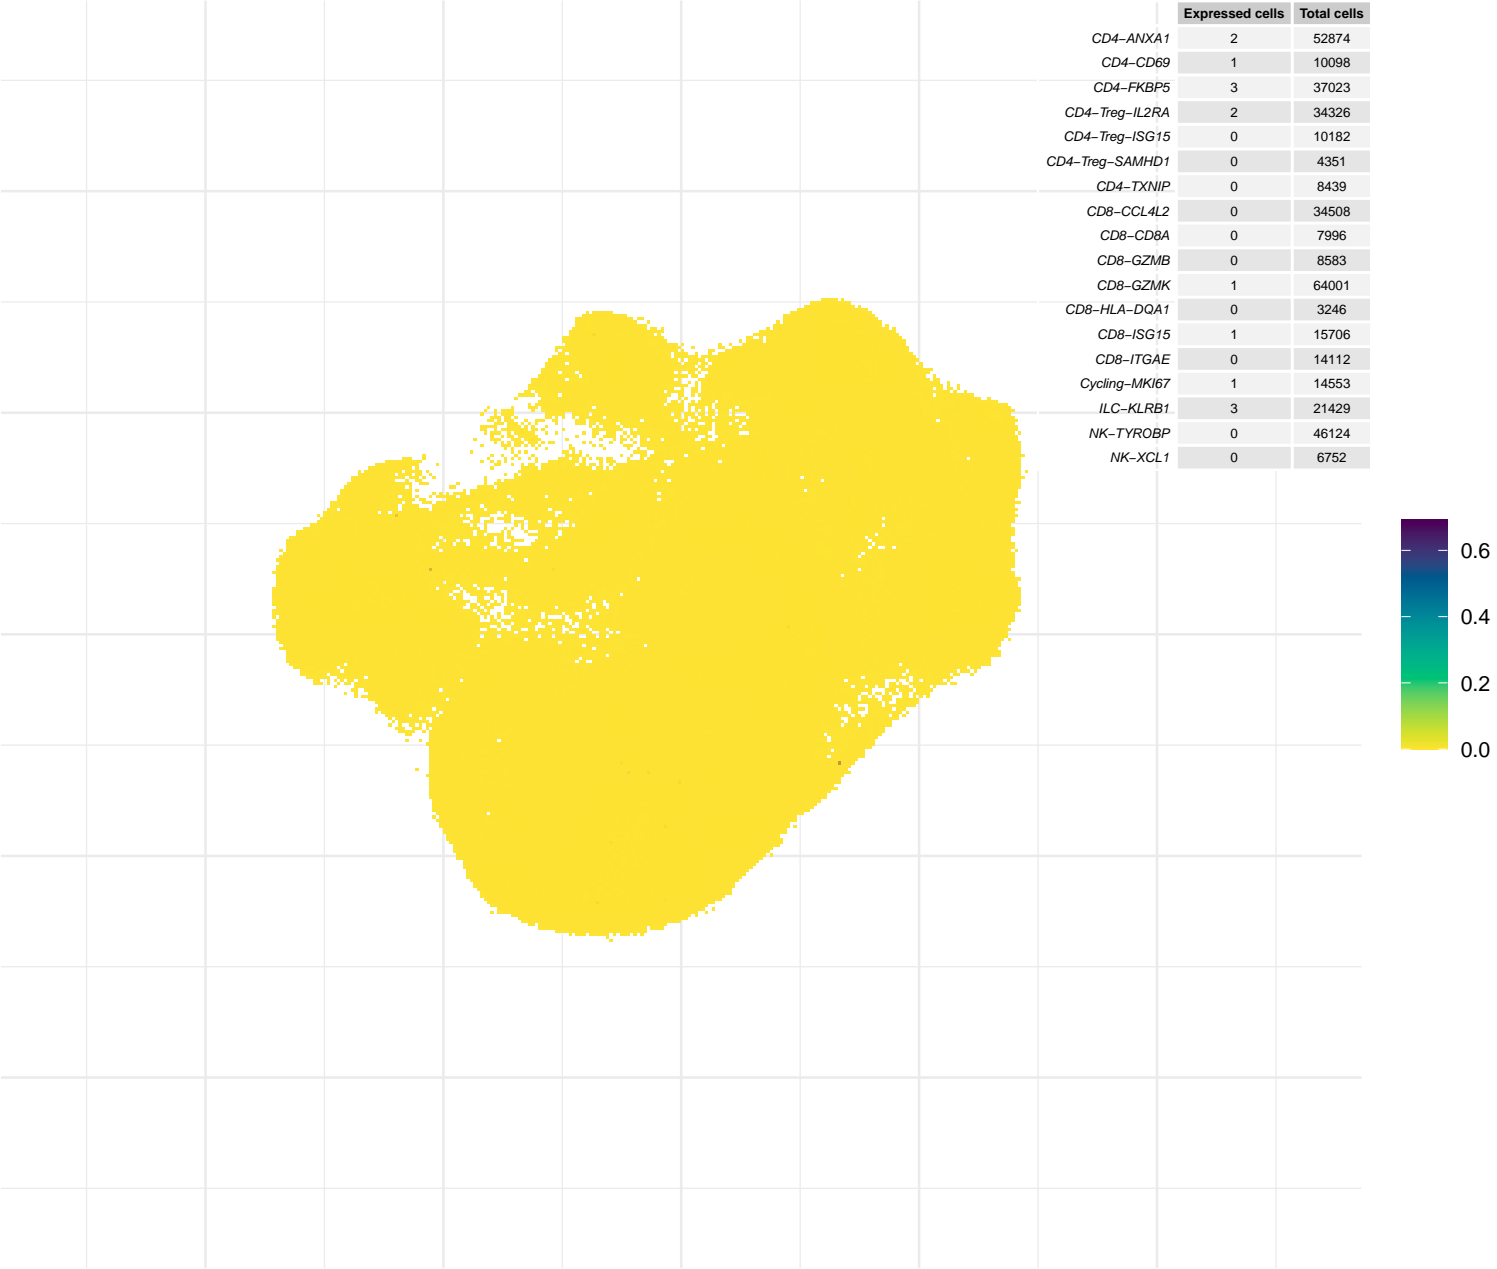 Expressed cells Total cells
CD4−ANXA1 2 52874
CD4−CD69 1 10098
CD4−FKBP5 3 37023
CD4−Treg−IL2RA 2 34326
CD4−Treg−ISG15 0 10182
CD4−Treg−SAMHD1 0 4351
CD4−TXNIP 0 8439
CD8−CCL4L2 0 34508
CD8−CD8A 0 7996
CD8−GZMB 0 8583
CD8−GZMK 1 64001
CD8−HLA−DQA1 0 3246
CD8−ISG15 1 15706
CD8−ITGAE 0 14112
Cycling−MKI67 1 14553
ILC−KLRB1 3 21429
NK−TYROBP 0 46124
NK−XCL1 0 6752
0.6
0.4
0.2
0.0